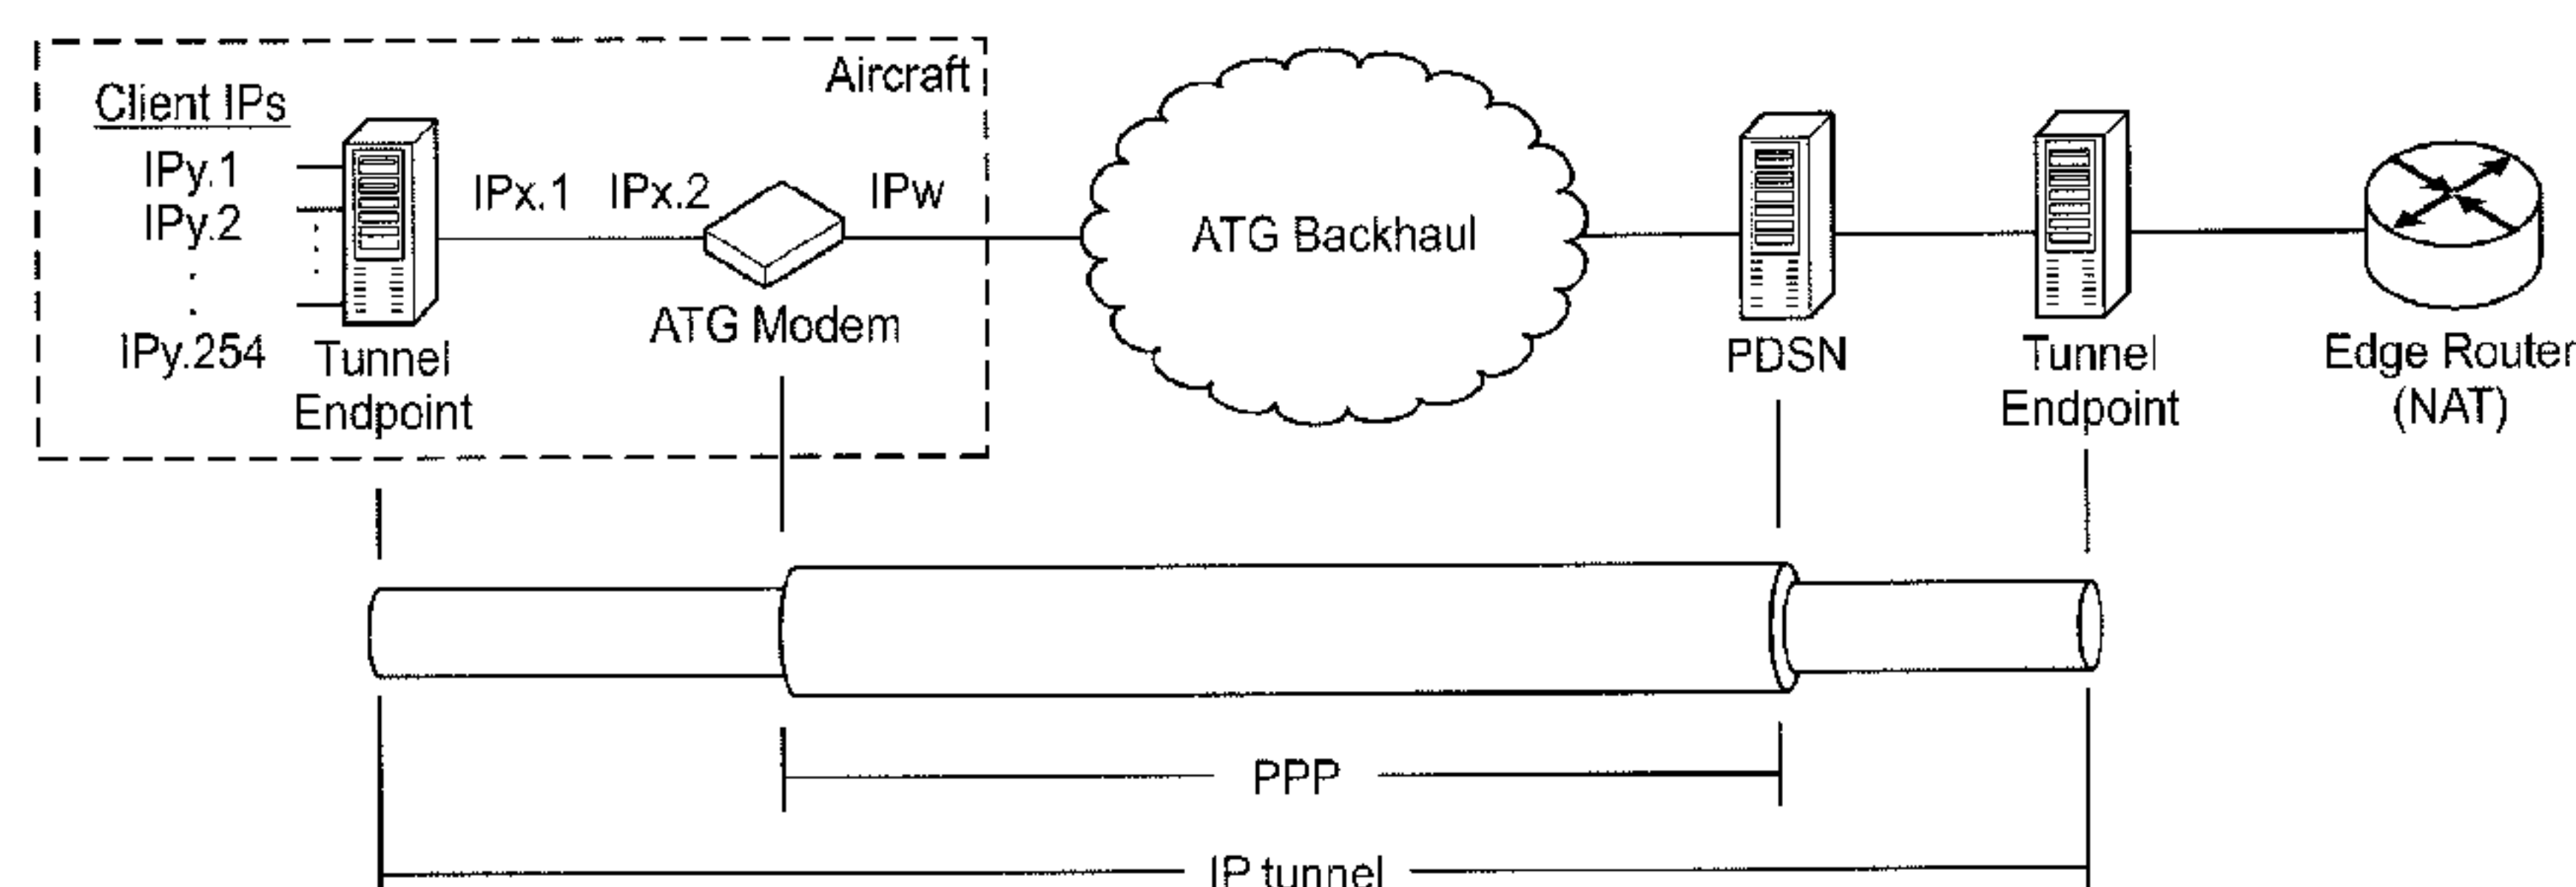 Aircraft
Client IPs
IPy.1
IPy.2
IPy.254
Tunnel
Endpoint
IPx.1
IPx.2
IPw
ATG Modem
ATG Backhaul
PDSN
Tunnel
Endpoint
Edge Router
(NAT)
PPP
IP tunnel